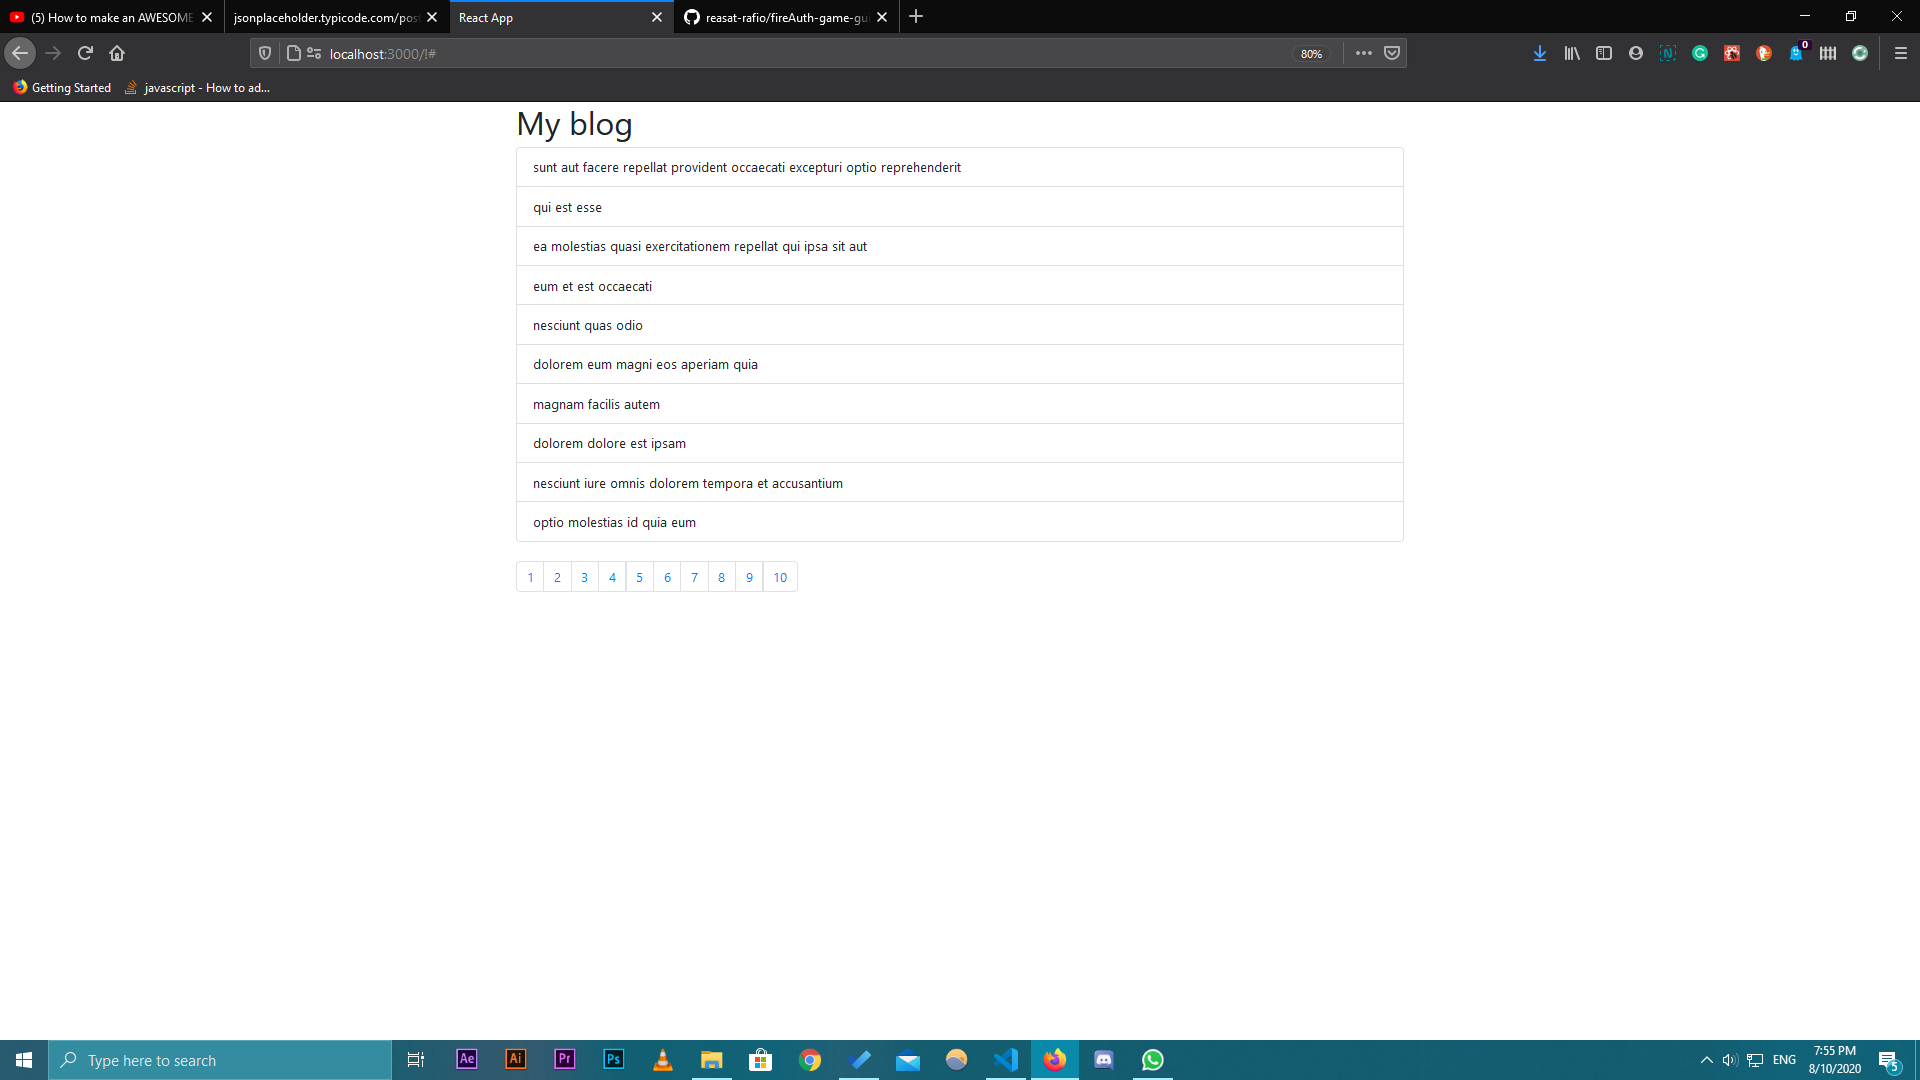 (5) How to make an AWESOME
jsonplaceholder.typicode.com/pos
React App
reasat-rafio/fireAuth-game-gu
localhost:3000/!#
80%
0
Getting Started
javascript - How to ad...
My blog
sunt aut facere repellat provident occaecati excepturi optio reprehenderit
qui est esse
ea molestias quasi exercitationem repellat qui ipsa sit aut
eum et est occaecati
nesciunt quas odio
dolorem eum magni eos aperiam quia
magnam facilis autem
dolorem dolore est ipsam
nesciunt iure omnis dolorem tempora et accusantium
optio molestias id quia eum
1 2 3 4 5 6 7 8 9 10
Type here to search
Ae
Ai
Pr
Ps
ENG
7:55 PM
8/10/2020
5